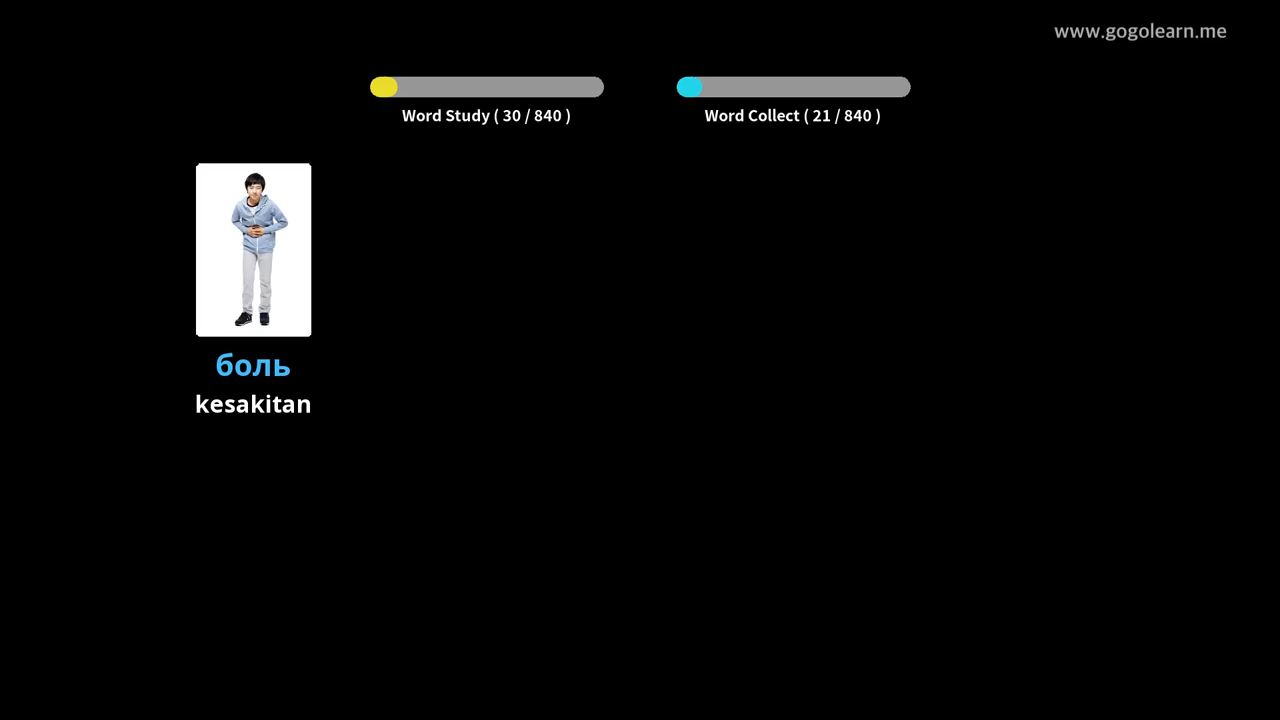 www.gogolearn.me
Word Study ( 30 / 840 )
Word Collect ( 21 / 840 )
боль
kesakitan